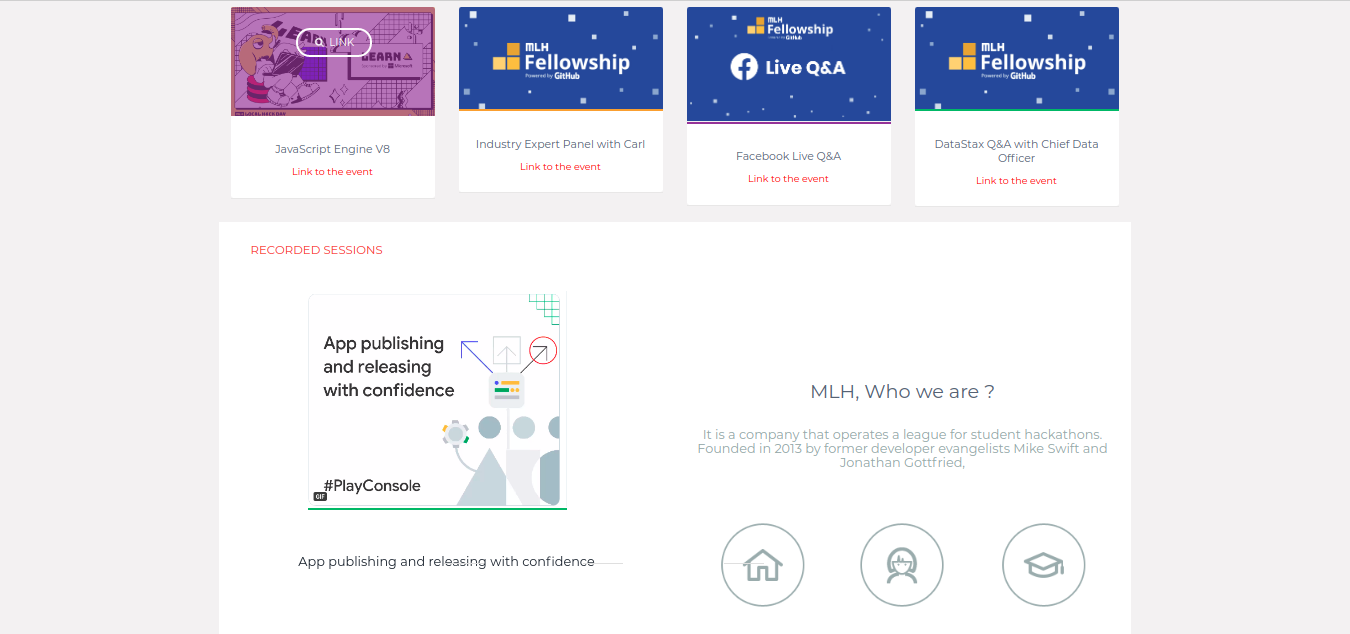 LINK
LEARN
Microsoft
LOCAL HACK DAY
JavaScript Engine V8
Link to the event
MLH
Fellowship
Powered by GitHub
Industry Expert Panel with Carl
Link to the event
MLH
Fellowship
GitHub
Live Q&A
Facebook Live Q&A
Link to the event
MLH
Fellowship
Powered by GitHub
DataStax Q&A with Chief Data
Officer
Link to the event
RECORDED SESSIONS
App publishing
and releasing
with confidence
#PlayConsole
GIF
App publishing and releasing with confidence
MLH, Who we are ?
It is a company that operates a league for student hackathons.
Founded in 2013 by former developer evangelists Mike Swift and
Jonathan Gottfried,